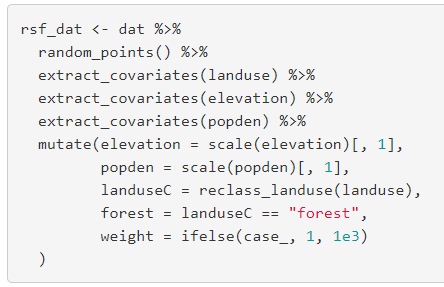 rsf_dat <- dat %>%
  random_points() %>%
  extract_covariates(landuse) %>%
  extract_covariates(elevation) %>%
  extract_covariates(popden) %>%
  mutate(elevation = scale(elevation)[, 1],
         popden = scale(popden)[, 1],
         landuseC = reclass_landuse(landuse),
         forest = landuseC == "forest",
         weight = ifelse(case_, 1, 1e3)
  )